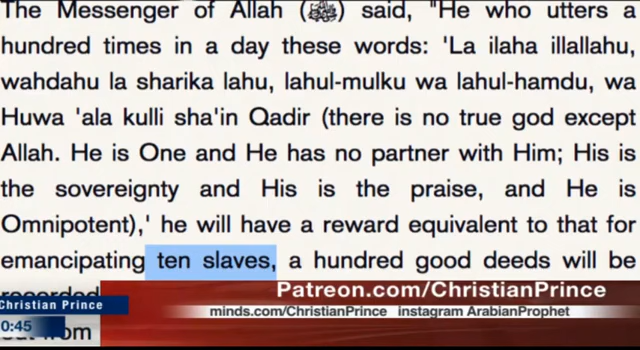 The Messenger of Allah (ﷺ) said, "He who utters a
hundred times in a day these words: 'La ilaha illallahu,
wahdahu la sharika lahu, lahul-mulku wa lahul-hamdu, wa
Huwa 'ala kulli sha'in Qadir (there is no true god except
Allah. He is One and He has no partner with Him; His is
the sovereignty and His is the praise, and He is
Omnipotent),' he will have a reward equivalent to that for
emancipating ten slaves, a hundred good deeds will be
recorded
Patreon.com/ChristianPrince
Christian Prince
minds.com/ChristianPrince instagram ArabianProphet
0:45
from